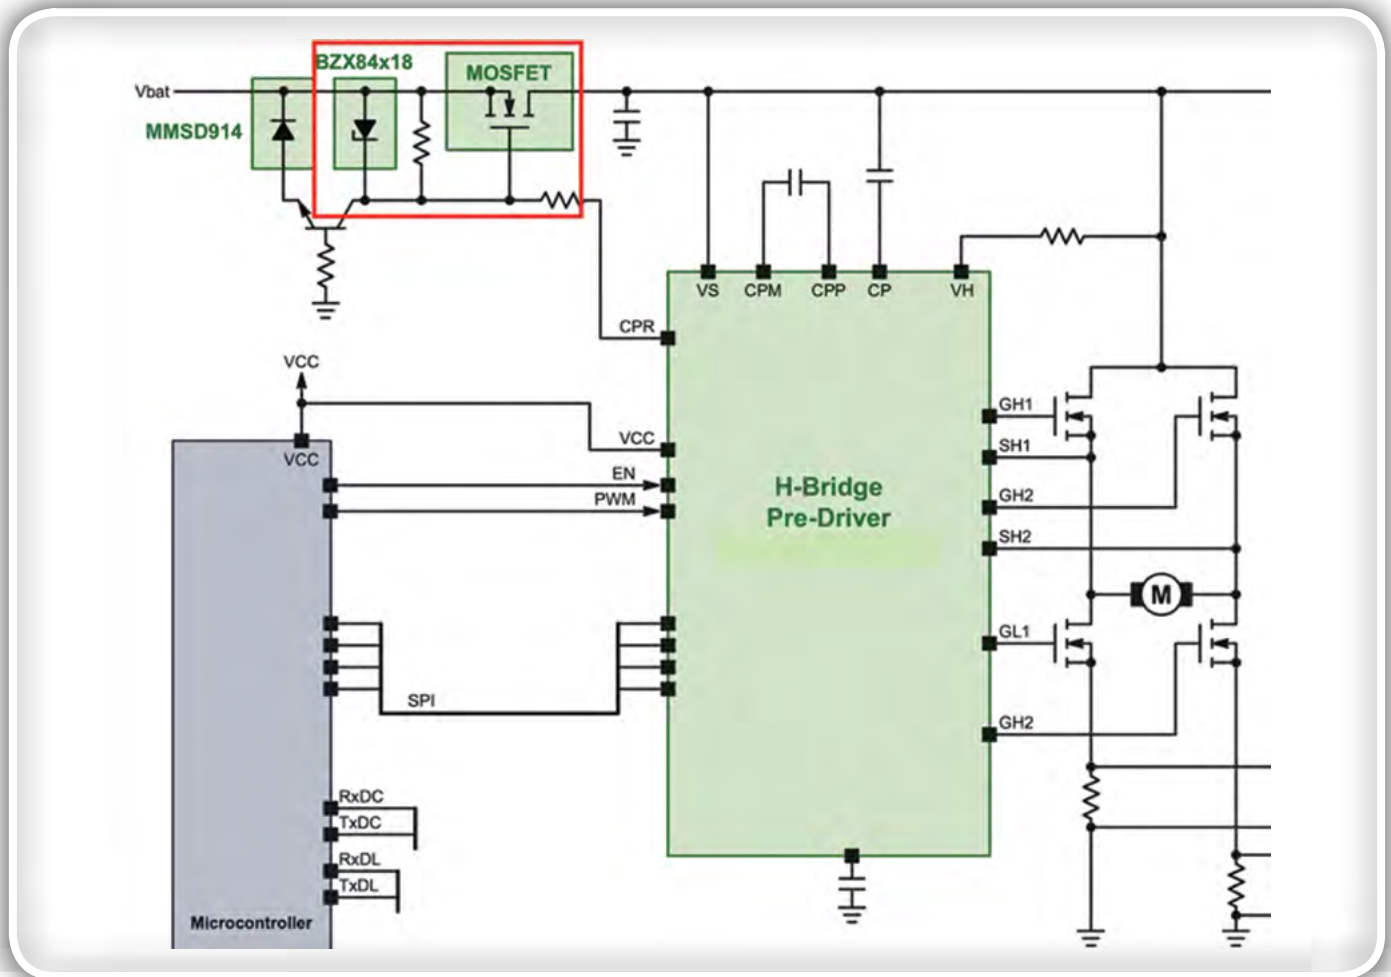 BZX84x18
MOSFET
Vbat
MMSD914
VS
CPM
CPP
CP
VH
CPR
VCC
VCC
VCC
EN
PWM
H-Bridge
Pre-Driver
GH1
SH1
GH2
SH2
M
GL1
GH2
SPI
RxDC
TxDC
RxDL
TxDL
Microcontroller